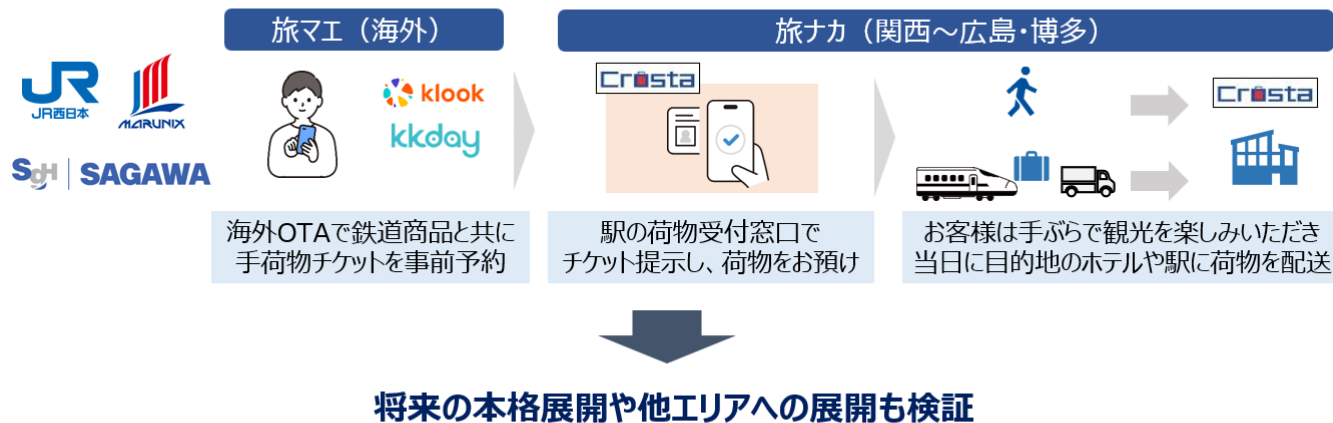 旅マエ（海外）
旅ナカ（関西～広島・博多）
JR
JR西日本
MARUNIX
SGH | SAGAWA
klook
kkday
Crosta
Crosta
海外OTAで鉄道商品と共に
手荷物チケットを事前予約
駅の荷物受付窓口で
チケット提示し、荷物をお預け
お客様は手ぶらで観光を楽しみいただき
当日に目的地のホテルや駅に荷物を配送
将来の本格展開や他エリアへの展開も検証